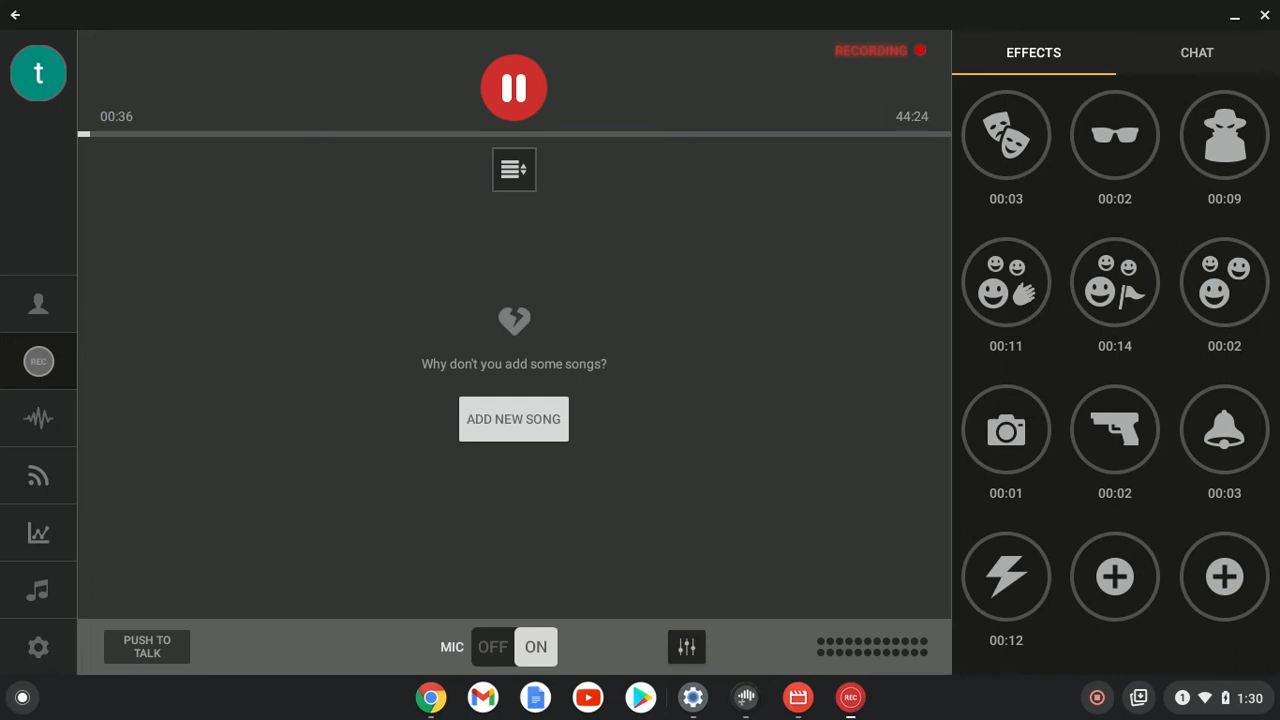 t
RECORDING
EFFECTS CHAT
00:36 44:24
00:03 00:02 00:09
REC
00:11 00:14 00:02
Why don't you add some songs?
ADD NEW SONG
00:01 00:02 00:03
00:12
PUSH TO
TALK
MIC OFF ON
REC
1 1:30